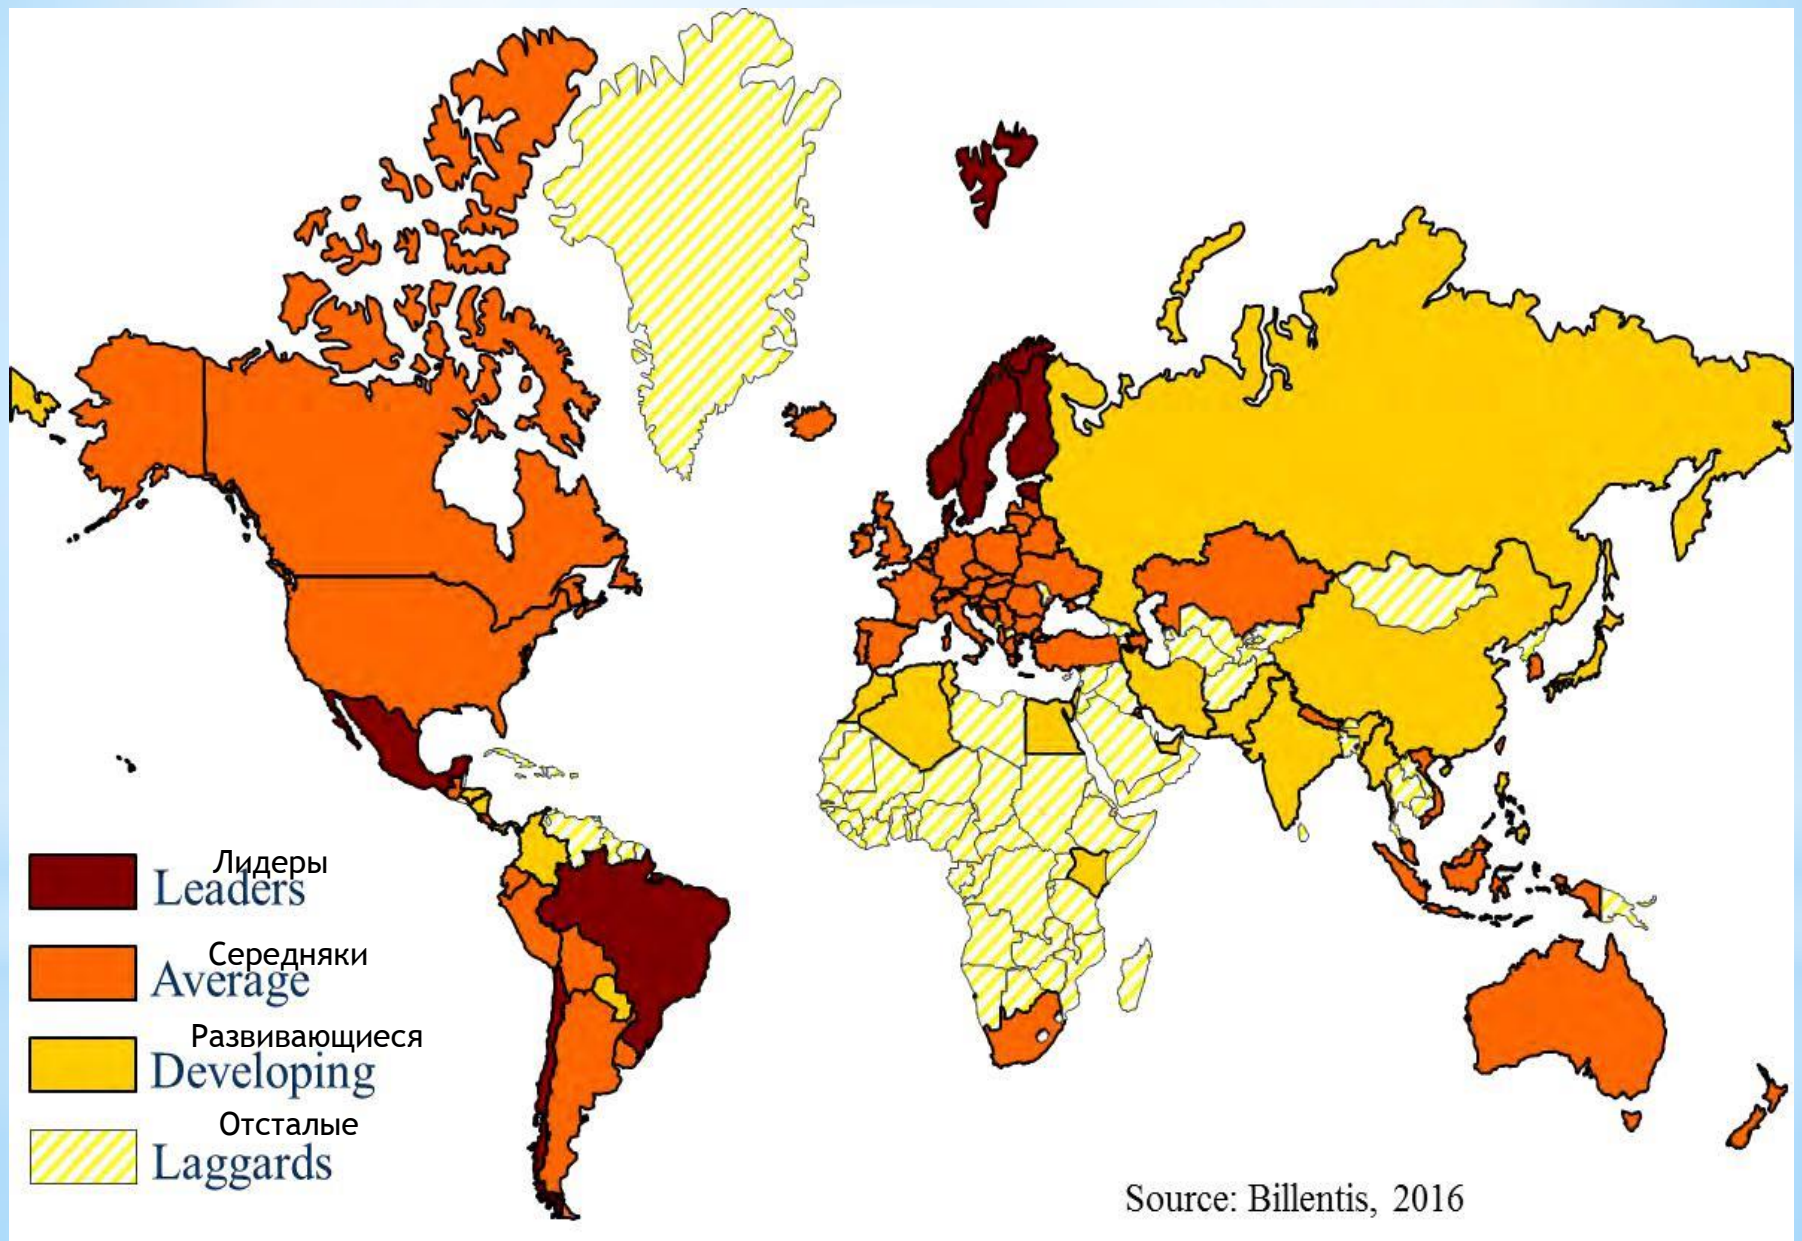 Лидеры
Leaders
Середняки
Average
Развивающиеся
Developing
Отсталые
Laggards
Source: Billentis, 2016